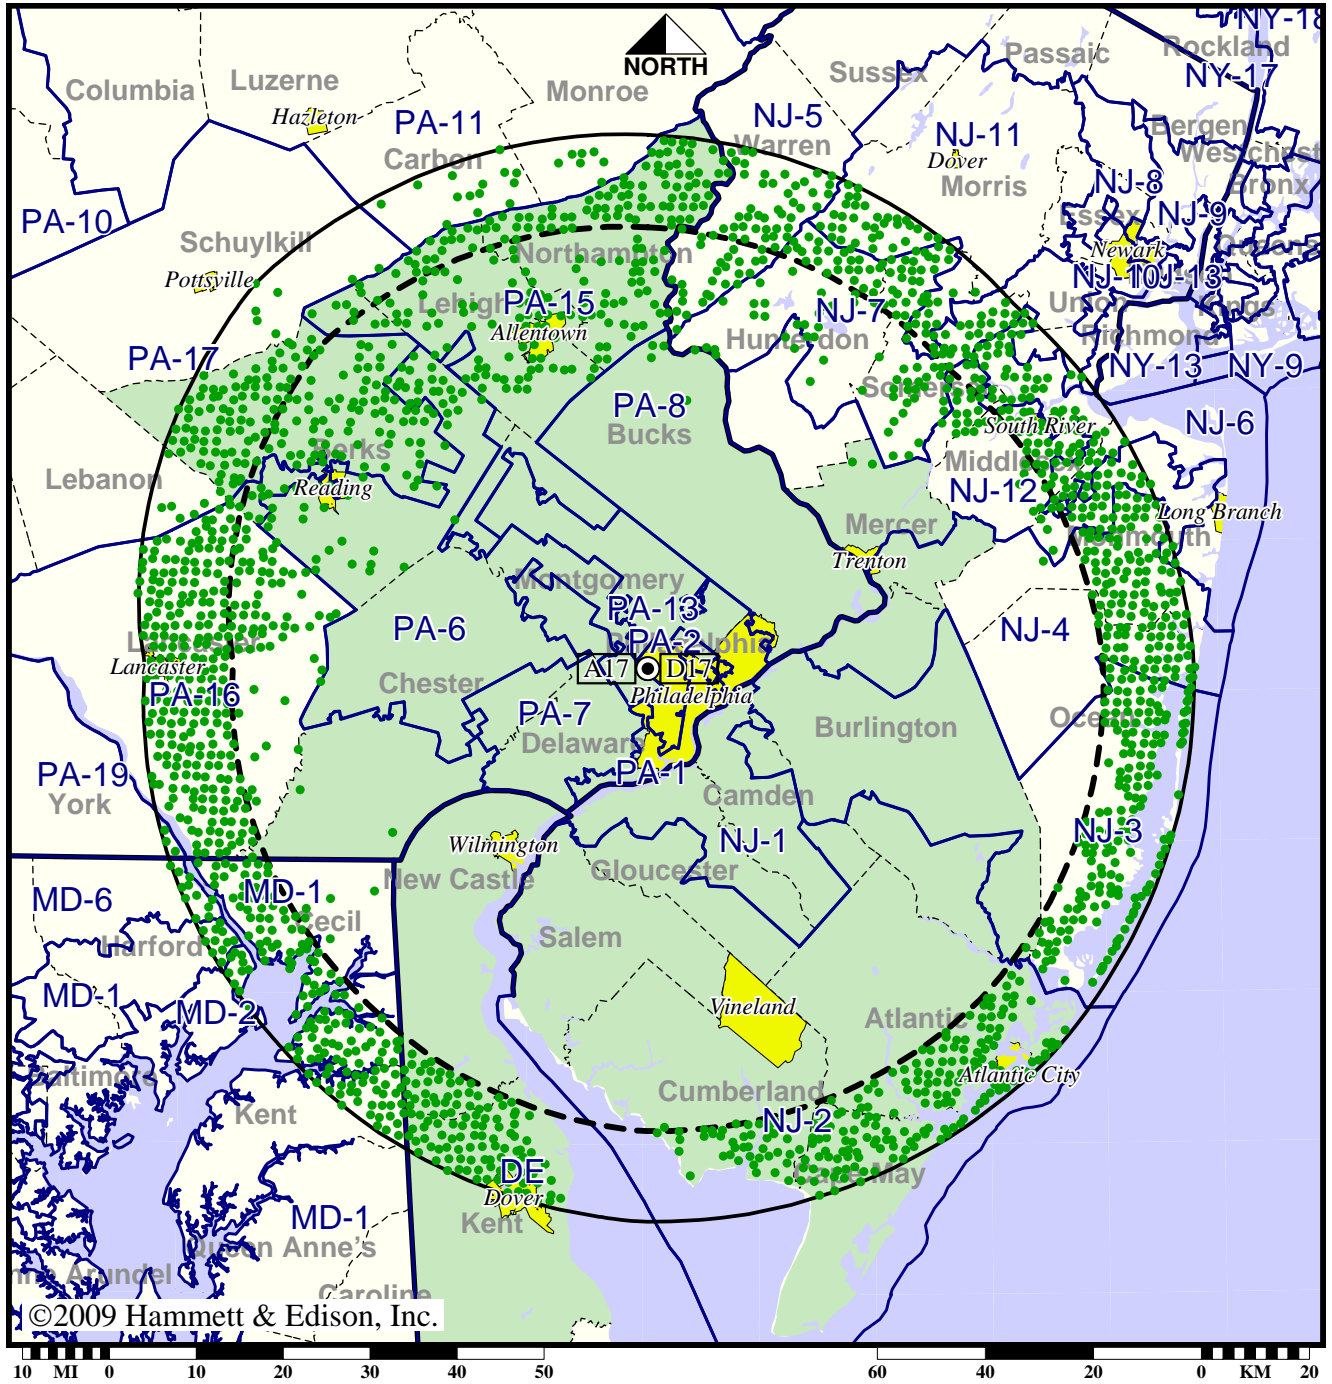 NY-18
Rockland
Passaic
NORTH
Sussex
NY-17
Luzerne
Columbia
Monroe
Hazleton
PA-11
NJ-5
Bergen
NJ-11
Warren
Carbon
Dover
Morris
NJ-8
Bronx
Essex
NJ-9
PA-10
Schuylkill
Newark
Northampton
Pottsville
NJ-10
J-13
Lehigh
PA-15
NJ-7
Union
Kings
Allentown
Hunterdon
Richmond
PA-17
NY-13
NY-9
Somerset
PA-8
Bucks
NJ-6
South River
Berks
Middlesex
Lebanon
Reading
NJ-12
Long Branch
Mercer
Monmouth
Trenton
Montgomery
PA-13
PA-6
PA-2
NJ-4
Philadelphia
Lancaster
Lancaster
A17
D17
Chester
PA-16
Philadelphia
PA-7
Ocean
Burlington
Delaware
PA-19
PA-1
York
Camden
NJ-3
Wilmington
NJ-1
Gloucester
New Castle
MD-6
MD-1
Cecil
Harford
Salem
MD-1
Vineland
MD-2
Atlantic
Baltimore
Atlantic City
Cumberland
Kent
NJ-2
DE
Cape May
Dover
MD-1
Kent
Queen Anne's
Arundel
Caroline
©2009 Hammett & Edison, Inc.
10 MI 0 10 20 30 40 50 60 40 20 0 KM 20